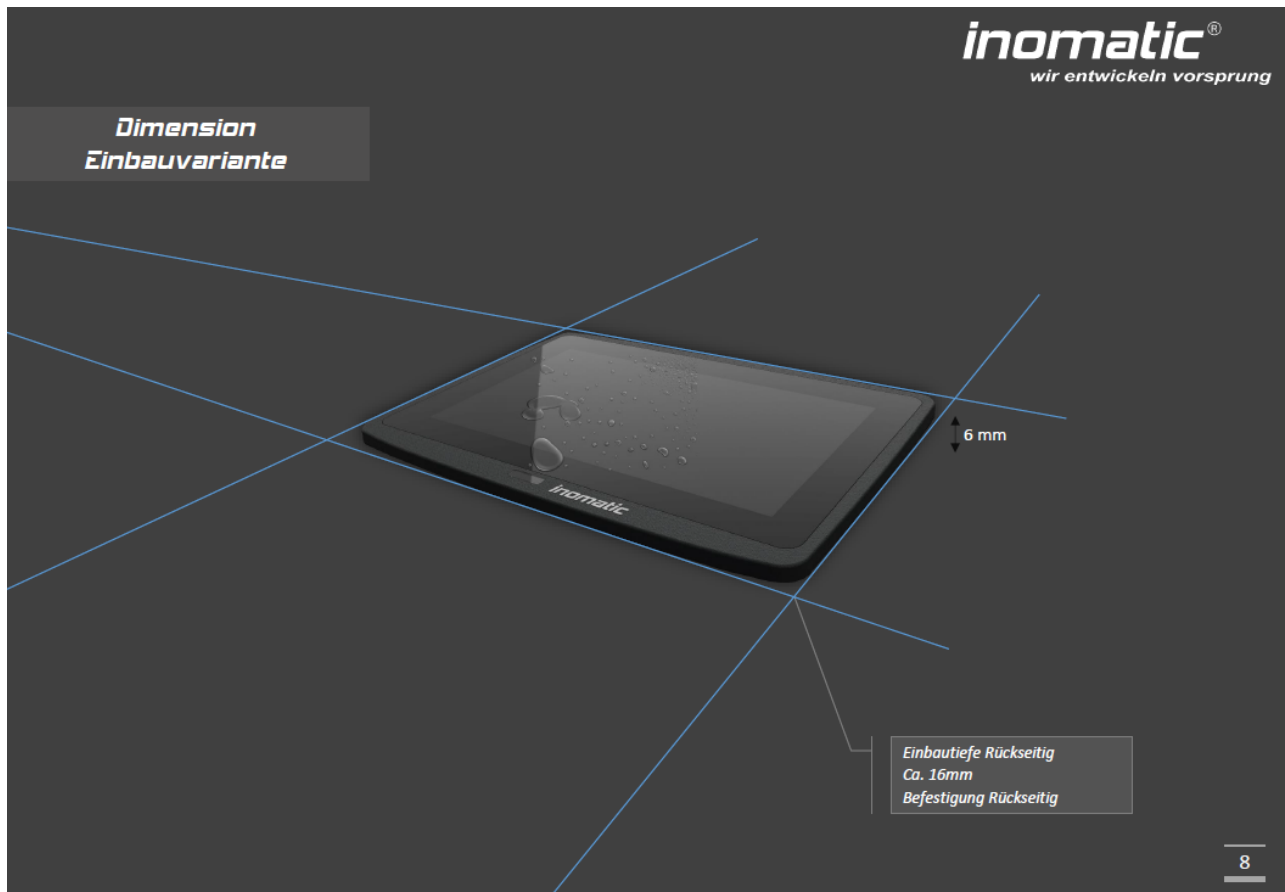 inomatic®
wir entwickeln vorsprung
Dimension
Einbauvariante
6 mm
inomatic
Einbautiefe Rückseitig
Ca. 16mm
Befestigung Rückseitig
8